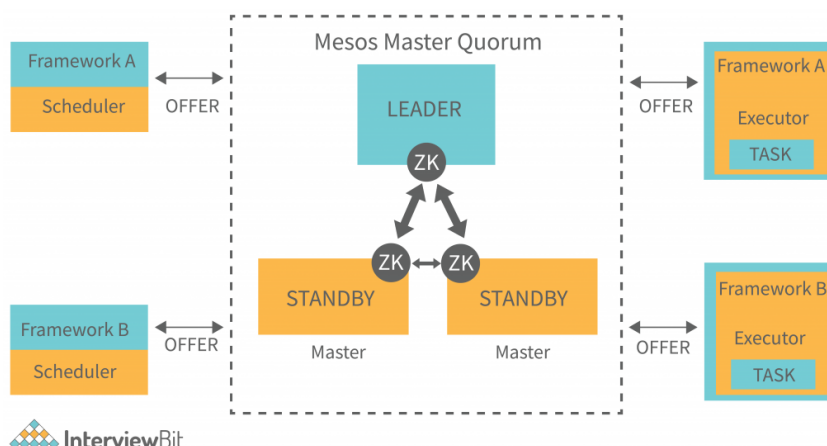 Mesos Master Quorum
Framework A
Scheduler
OFFER
LEADER
ZK
OFFER
Framework A
Executor
TASK
ZK
ZK
STANDBY
STANDBY
Master
Master
Framework B
Scheduler
OFFER
OFFER
Framework B
Executor
TASK
InterviewBit